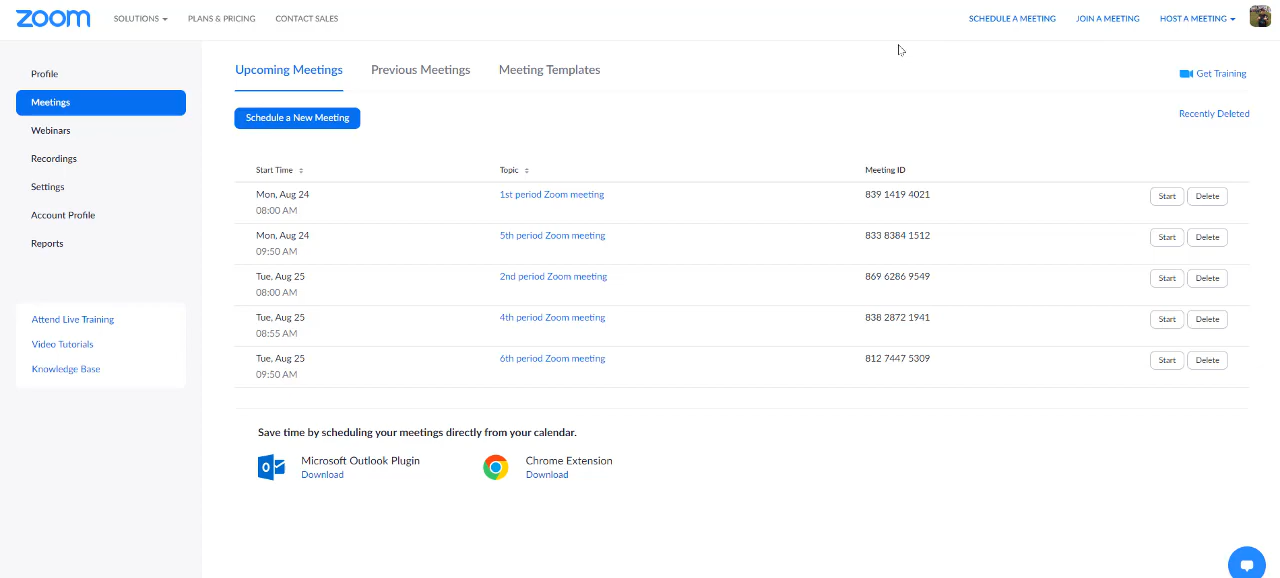 zoom SOLUTIONS PLANS & PRICING CONTACT SALES SCHEDULE A MEETING JOIN A MEETING HOST A MEETING
Profile
Meetings
Webinars
Recordings
Settings
Account Profile
Reports
Attend Live Training
Video Tutorials
Knowledge Base
Upcoming Meetings Previous Meetings Meeting Templates
Get Training
Schedule a New Meeting
Recently Deleted
Start Time Topic Meeting ID
Mon, Aug 24 1st period Zoom meeting 839 1419 4021 Start Delete
08:00 AM
Mon, Aug 24 5th period Zoom meeting 833 8384 1512 Start Delete
09:50 AM
Tue, Aug 25 2nd period Zoom meeting 869 6286 9549 Start Delete
08:00 AM
Tue, Aug 25 4th period Zoom meeting 838 2872 1941 Start Delete
08:55 AM
Tue, Aug 25 6th period Zoom meeting 812 7447 5309 Start Delete
09:50 AM
Save time by scheduling your meetings directly from your calendar.
Microsoft Outlook Plugin Chrome Extension
Download Download